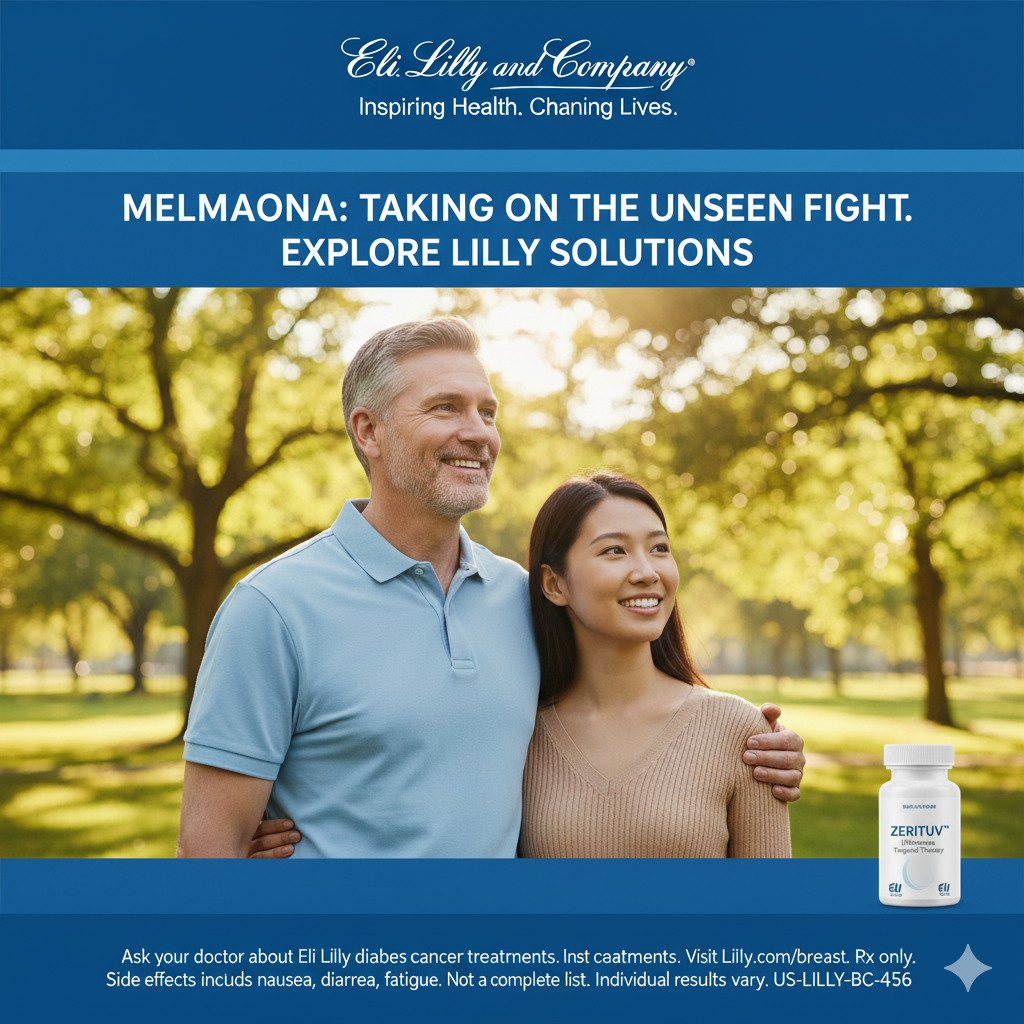 Eli Lilly and Company®
Inspiring Health. Chaning Lives.
MELMAONA: TAKING ON THE UNSEEN FIGHT.
EXPLORE LILLY SOLUTIONS
ZERITUV™
Ask your doctor about Eli Lilly diabes cancer treatments. Inst caatments. Visit Lilly.com/breast. Rx only.
Side effects incuds nausea, diarrea, fatigue. Not a complete list. Individual results vary. US-LILLY-BC-456